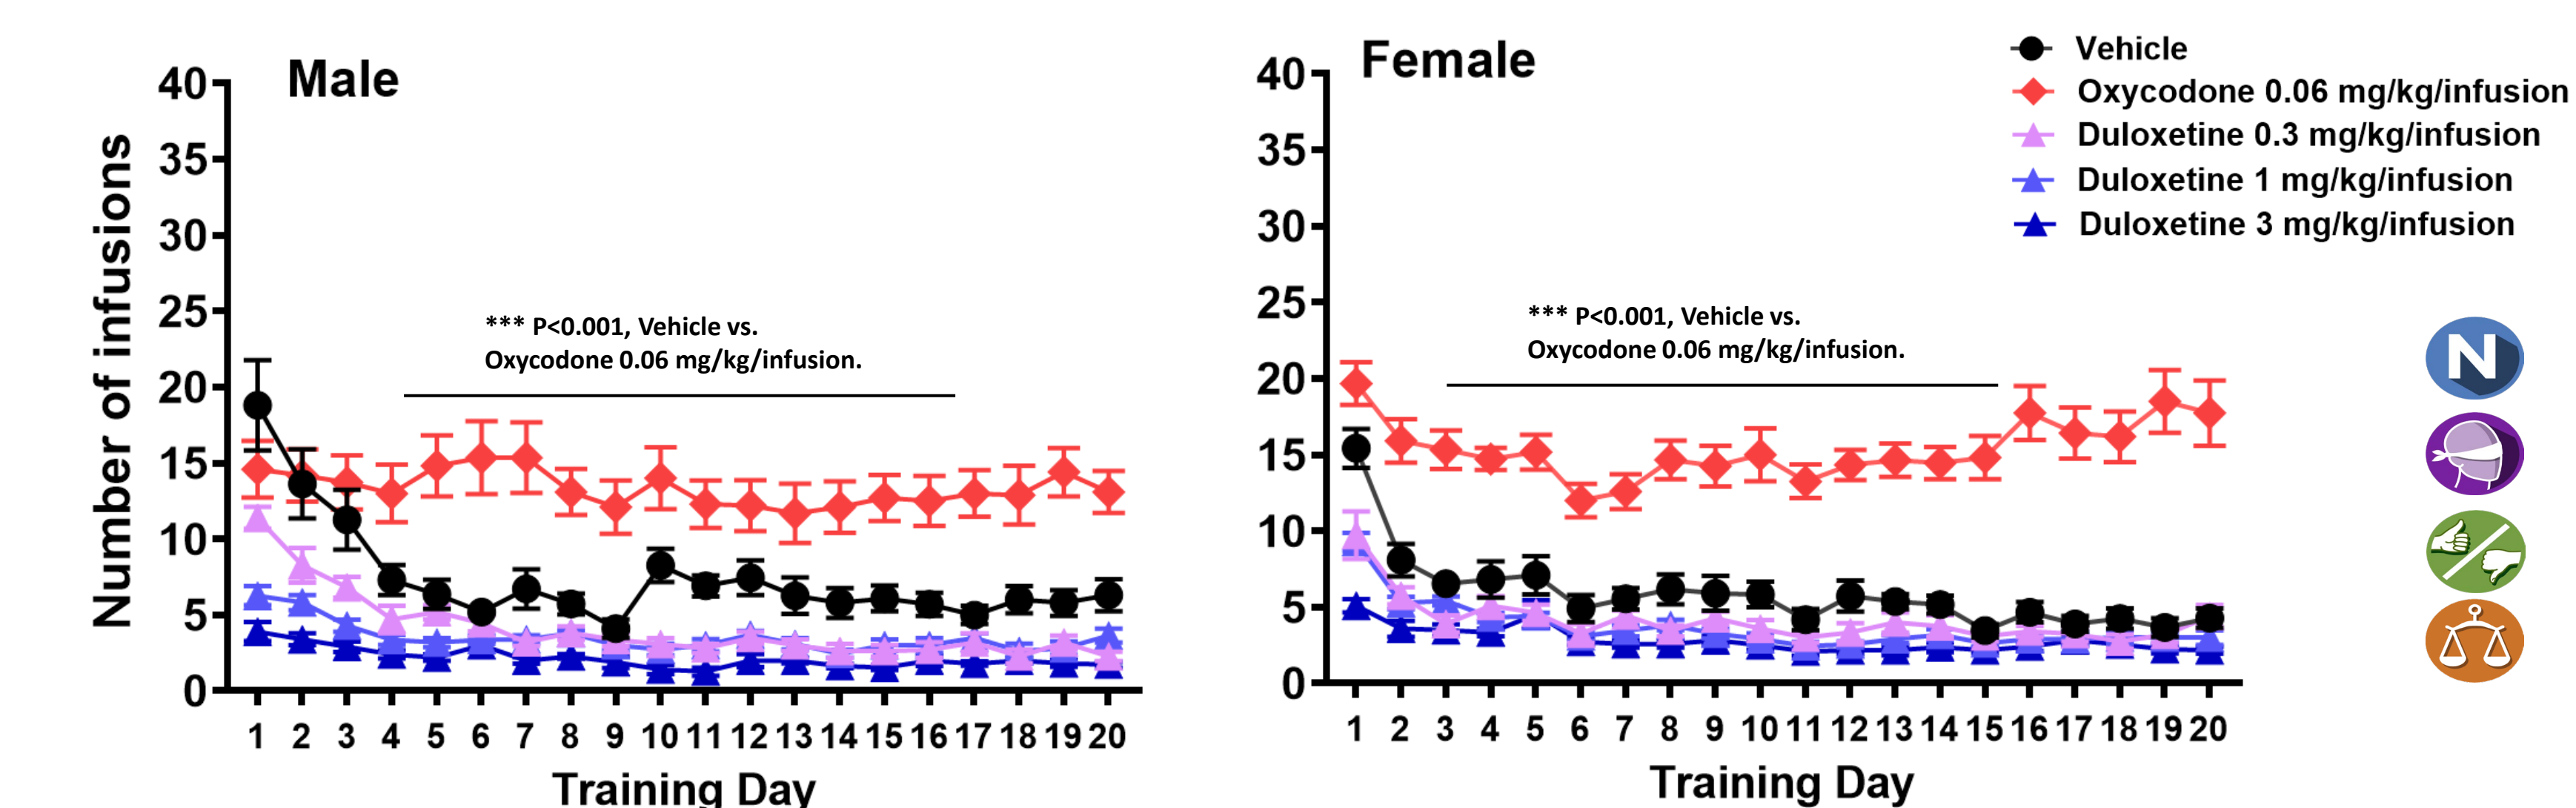 Male
Number of infusions
40
35
30
25
20
15
10
5
0
*** P<0.001, Vehicle vs.
Oxycodone 0.06 mg/kg/infusion.
1 2 3 4 5 6 7 8 9 10 11 12 13 14 15 16 17 18 19 20
Training Day
Female
40
35
30
25
20
15
10
5
0
*** P<0.001, Vehicle vs.
Oxycodone 0.06 mg/kg/infusion.
1 2 3 4 5 6 7 8 9 10 11 12 13 14 15 16 17 18 19 20
Training Day
Vehicle
Oxycodone 0.06 mg/kg/infusion
Duloxetine 0.3 mg/kg/infusion
Duloxetine 1 mg/kg/infusion
Duloxetine 3 mg/kg/infusion
N